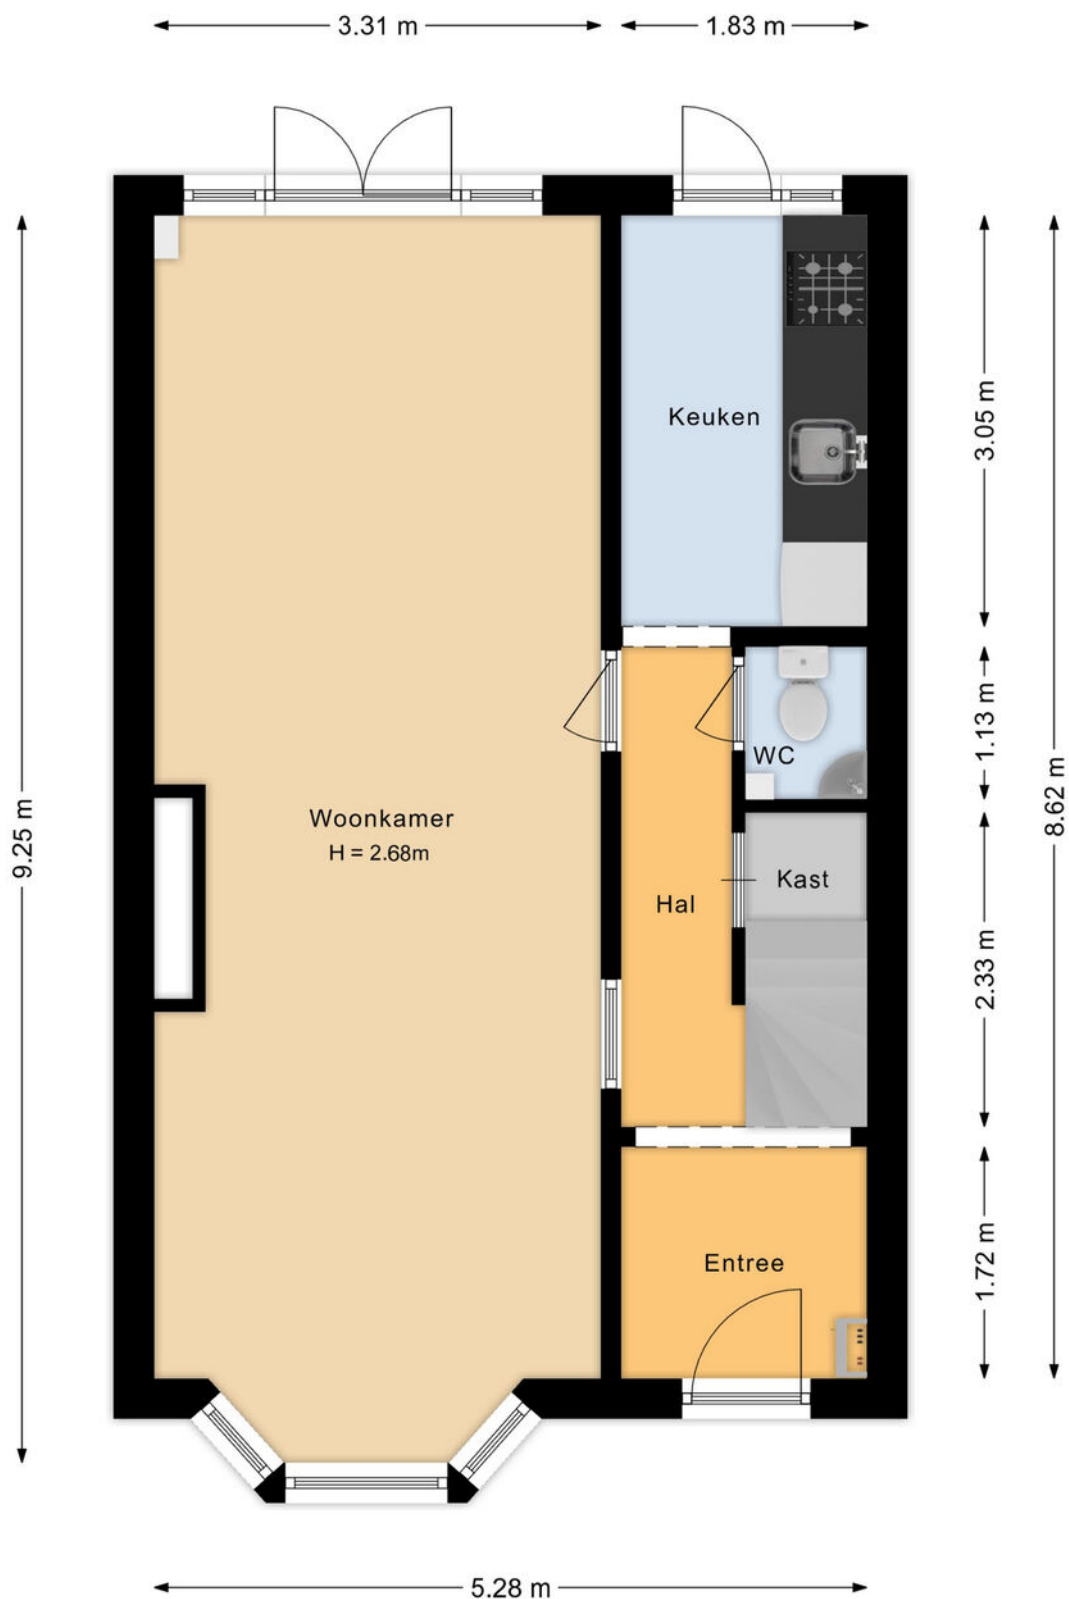 3.31 m
1.83 m
Keuken
3.05 m
1.13 m
WC
8.62 m
9.25 m
Woonkamer
H = 2.68m
Kast
Hal
2.33 m
1.72 m
Entree
5.28 m